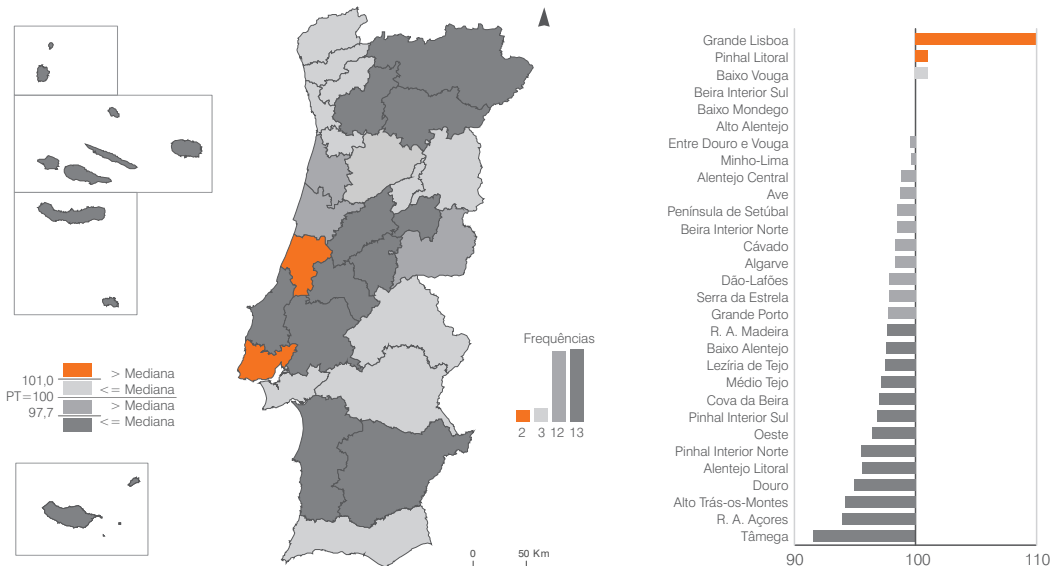 101,0
PT=100
97,7
> Mediana
<= Mediana
> Mediana
<= Mediana
Frequências
2 3 12 13
0 50 Km
Grande Lisboa
Pinhal Litoral
Baixo Vouga
Beira Interior Sul
Baixo Mondego
Alto Alentejo
Entre Douro e Vouga
Minho-Lima
Alentejo Central
Ave
Península de Setúbal
Beira Interior Norte
Cávado
Algarve
Dão-Lafões
Serra da Estrela
Grande Porto
R. A. Madeira
Baixo Alentejo
Lezíria de Tejo
Médio Tejo
Cova da Beira
Pinhal Interior Sul
Oeste
Pinhal Interior Norte
Alentejo Litoral
Douro
Alto Trás-os-Montes
R. A. Açores
Tâmega
90 100 110